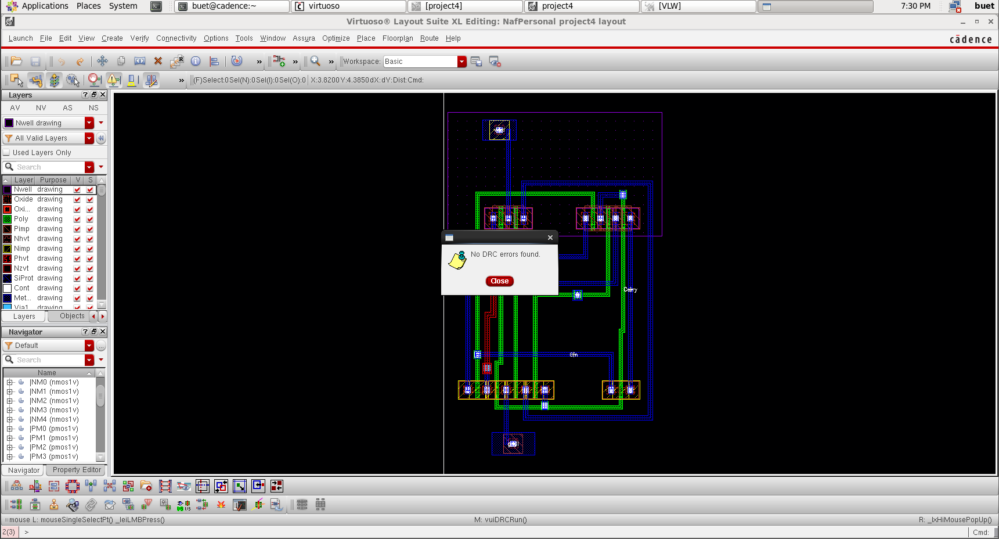 Applications Places System buet@cadence:~ virtuoso [project4] project4 [VLW] 7:30 PM buet
Virtuoso® Layout Suite XL Editing: NafPersonal project4 layout
Launch File Edit View Create Verify Connectivity Options Tools Window Assura Optimize Place Floorplan Route Help
cādence
» » » Workspace: Basic
» (F)Select:0 Sel(N):0 Sel(I):0 Sel(O):0 X:3.8200 Y:4.3850 dX: dY: Dist: Cmd:
Layers
AV NV AS NS
Nwell drawing
All Valid Layers
Used Layers Only
Search
Layer Purpose V S
Nwell drawing
Oxide drawing
Oxi... drawing
Poly drawing
Pimp drawing
Nhvt drawing
Nimp drawing
Phvt drawing
Nzvt drawing
SiProt drawing
Cont drawing
Met... drawing
Via1 drawing
Layers Objects
Navigator
Default
Search
Name
|NM0 (nmos1v)
|NM1 (nmos1v)
|NM2 (nmos1v)
|NM3 (nmos1v)
|NM4 (nmos1v)
|PM0 (pmos1v)
|PM1 (pmos1v)
|PM2 (pmos1v)
|PM3 (pmos1v)
Navigator Property Editor
No DRC errors found.
Close
Carry
Cin
mouse L: mouseSingleSelectPt() _leiLMBPress() M: vuiDRCRun() R: _lxHiMousePopUp()
2(3) > Cmd: